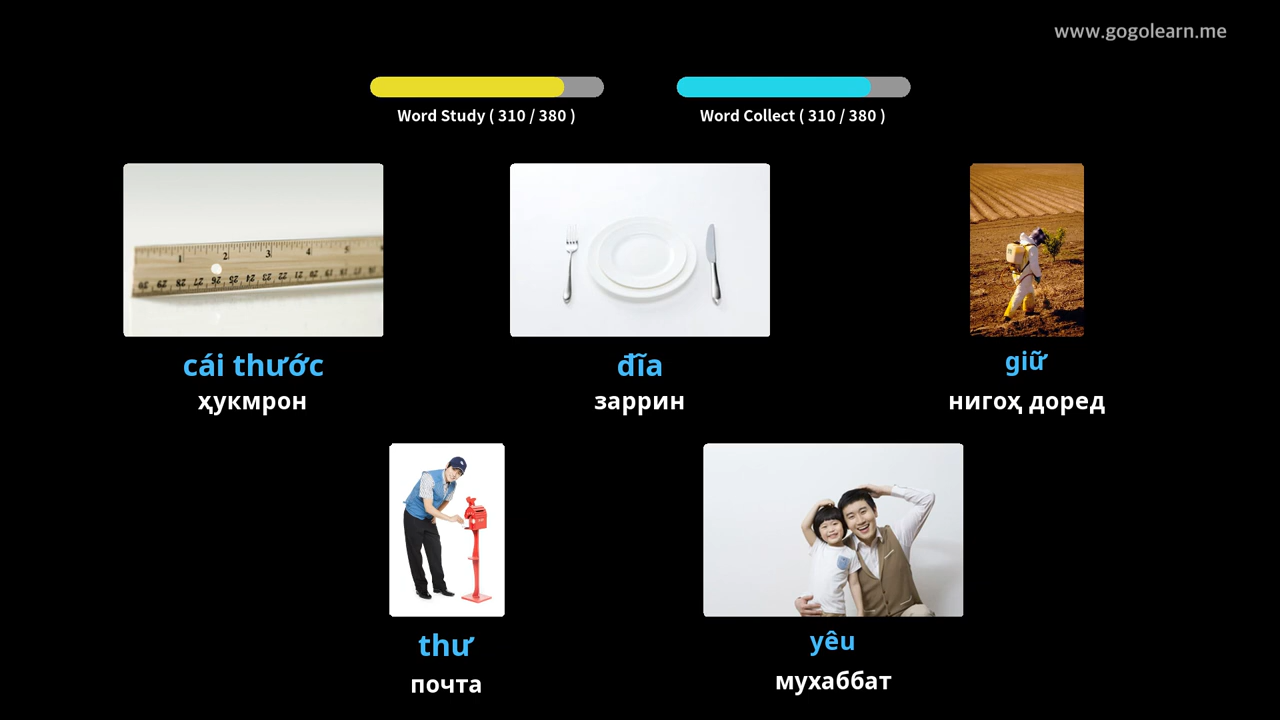 www.gogolearn.me
Word Study ( 310 / 380 )
Word Collect ( 310 / 380 )
cái thước
ҳукмрон
đĩa
заррин
giữ
нигоҳ доред
thư
почта
yêu
мухаббат